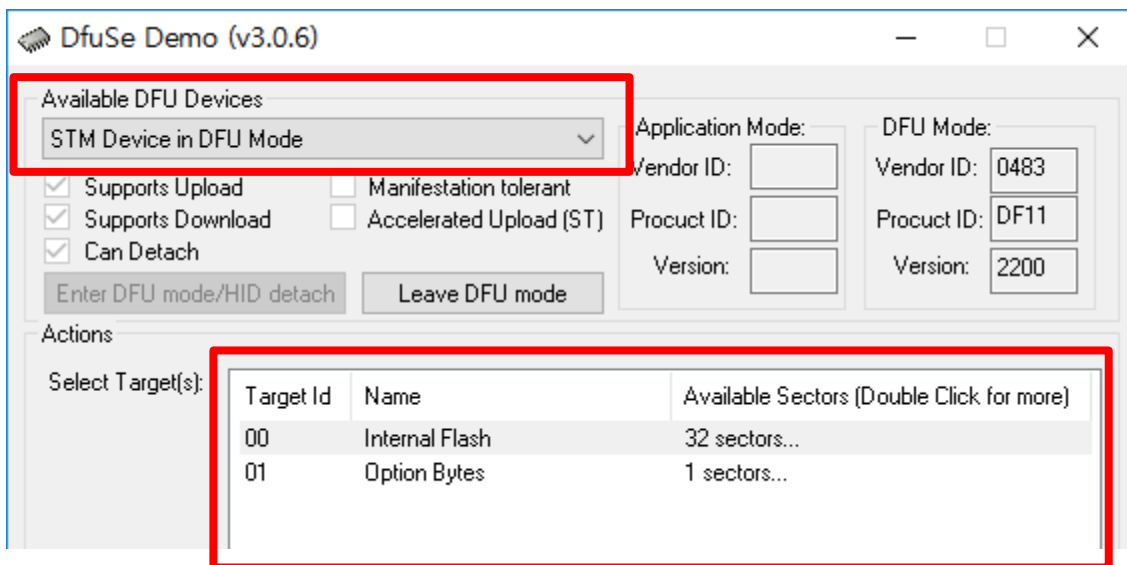 DfuSe Demo (v3.0.6)
Available DFU Devices
STM Device in DFU Mode
Supports Upload
Manifestation tolerant
Supports Download
Accelerated Upload (ST)
Can Detach
Enter DFU mode/HID detach
Leave DFU mode
Application Mode:
Vendor ID:
Procuct ID:
Version:
DFU Mode:
Vendor ID: 0483
Procuct ID: DF11
Version: 2200
Actions
Select Target(s):
Target Id Name Available Sectors (Double Click for more)
00 Internal Flash 32 sectors...
01 Option Bytes 1 sectors...